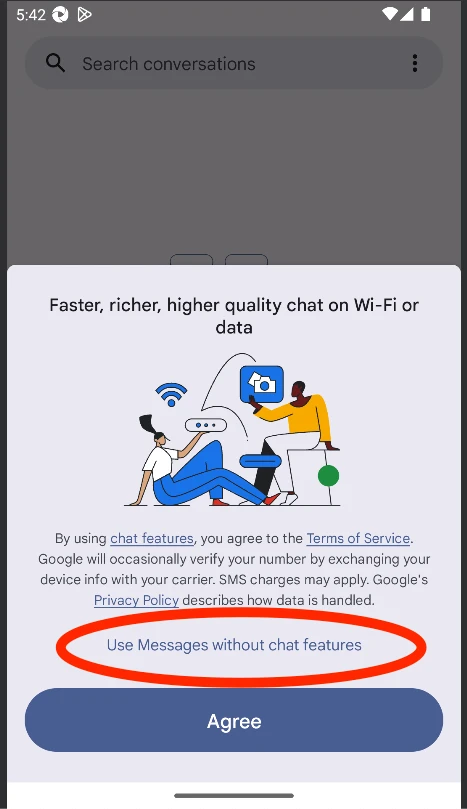 5:42
Search conversations
Faster, richer, higher quality chat on Wi-Fi or
data
By using chat features, you agree to the Terms of Service.
Google will occasionally verify your number by exchanging your
device info with your carrier. SMS charges may apply. Google's
Privacy Policy describes how data is handled.
Use Messages without chat features
Agree